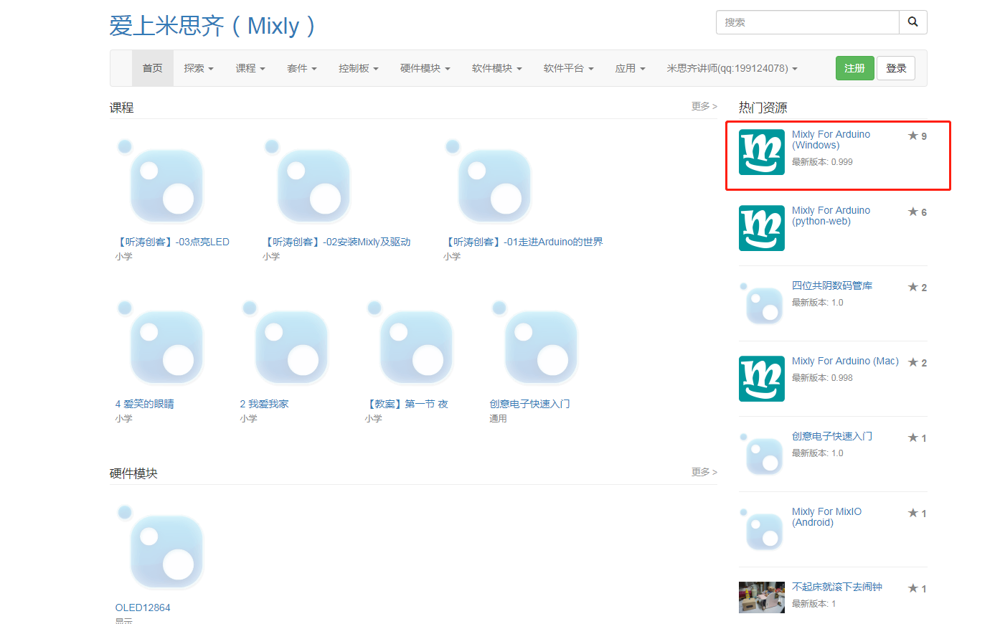 爱上米思齐（Mixly）
搜索
首页 探索 课程 套件 控制板 硬件模块 软件模块 软件平台 应用 米思齐讲师(qq:199124078) 注册 登录
课程 更多 >
【听涛创客】-03点亮LED
小学
【听涛创客】-02安装Mixly及驱动
小学
【听涛创客】-01走进Arduino的世界
小学
4 爱笑的眼睛
小学
2 我爱我家
小学
【教案】第一节 夜
小学
创意电子快速入门
通用
硬件模块 更多 >
OLED12864
显示
热门资源
Mixly For Arduino
(Windows)
★ 9
最新版本: 0.999
Mixly For Arduino
(python-web)
★ 6
四位共阴数码管库
★ 2
最新版本: 1.0
Mixly For Arduino (Mac)
★ 2
最新版本: 0.998
创意电子快速入门
★ 1
最新版本: 1.0
Mixly For MixIO
(Android)
★ 1
不起床就滚下去闹钟
★ 1
最新版本: 1